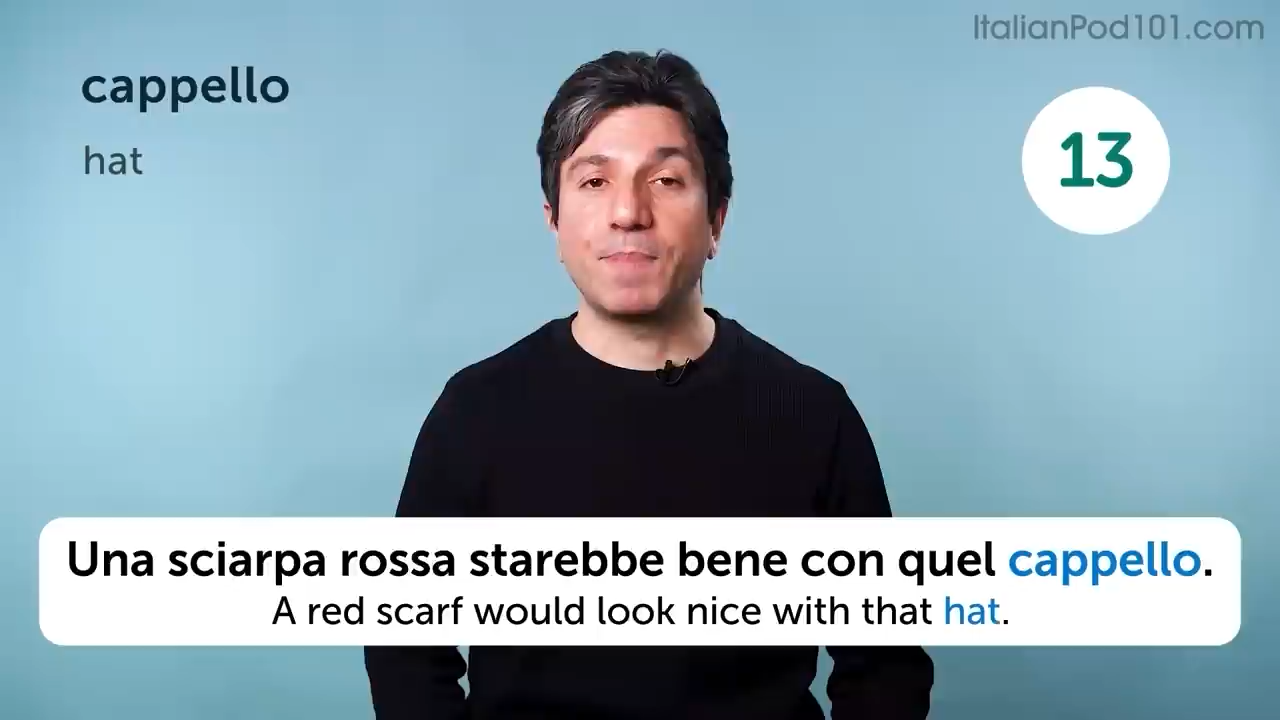 ItalianPod101.com
cappello
hat
13
Una sciarpa rossa starebbe bene con quel cappello.
A red scarf would look nice with that hat.